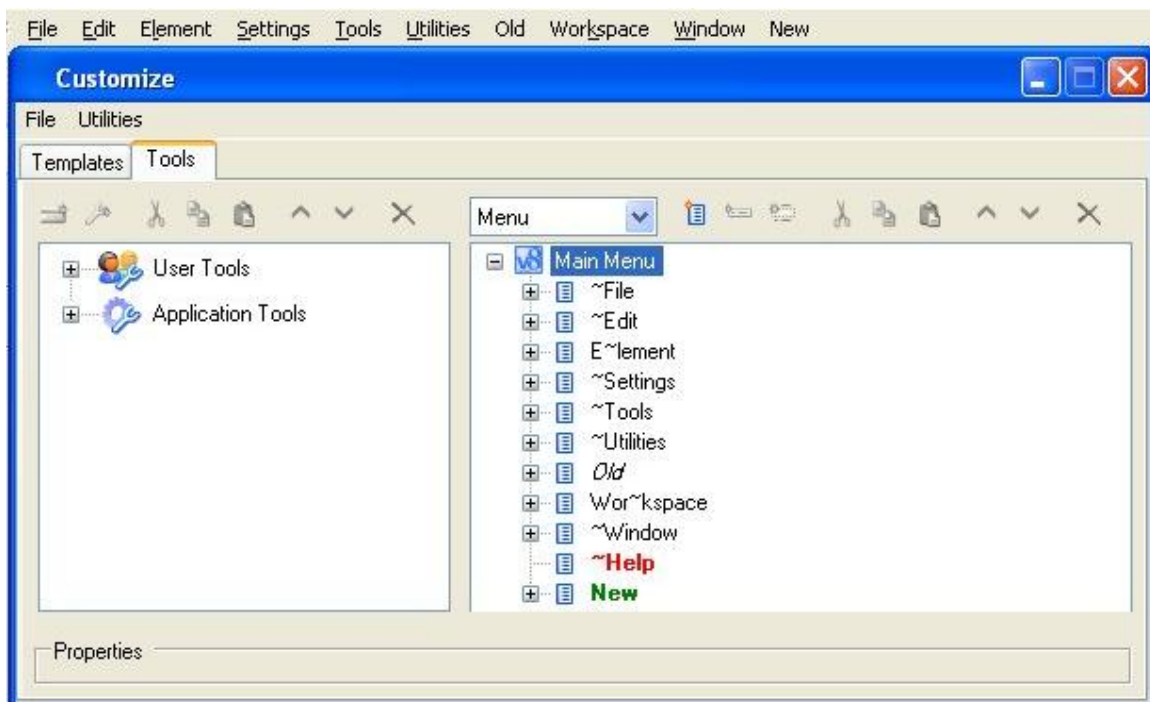 File Edit Element Settings Tools Utilities Old Workspace Window New
Customize
File Utilities
Templates Tools
Menu
User Tools
Application Tools
v8 Main Menu
~File
~Edit
E~lement
~Settings
~Tools
~Utilities
Old
Wor~kspace
~Window
~Help
New
Properties